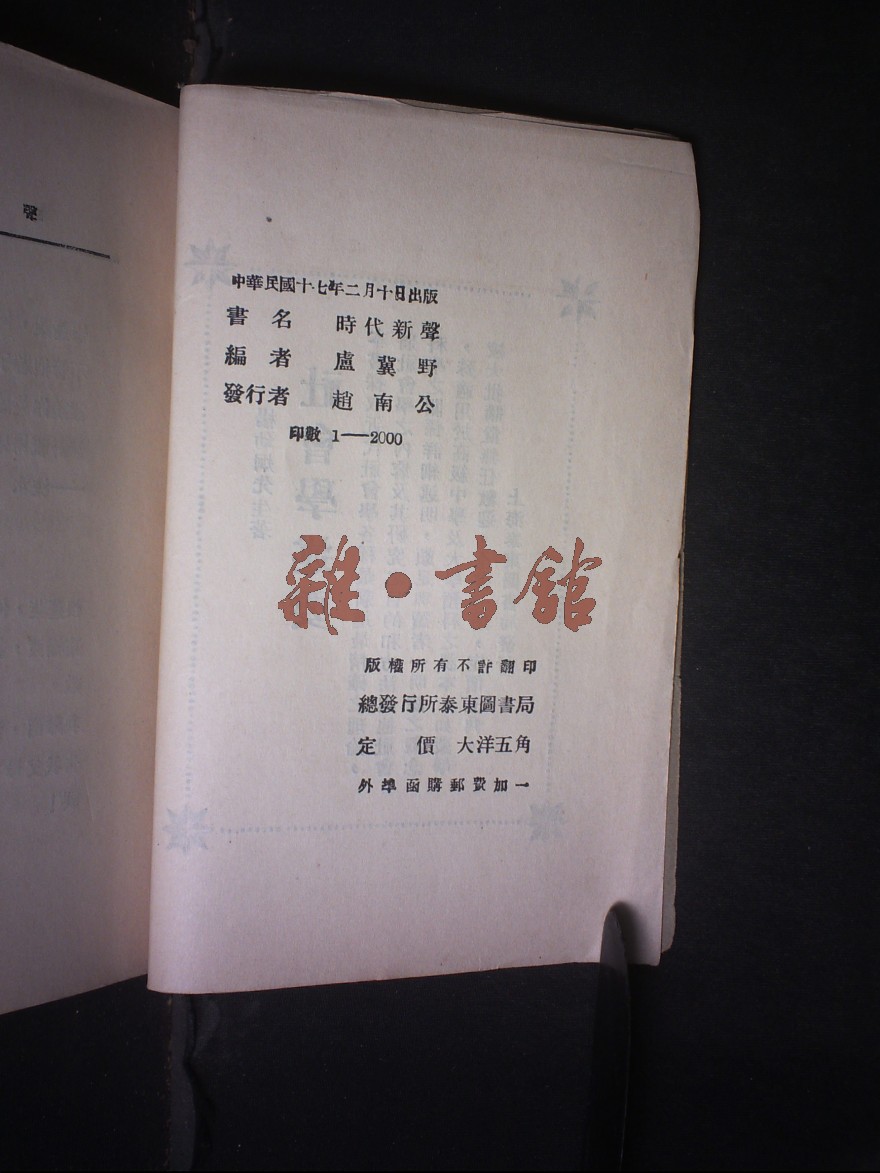 聲
中華民國十七年二月十日出版
書名 時代新聲
編者 盧冀野
發行者 趙南公
印數 1—2000
雜·書館
版權所有不許翻印
總發行所泰東圖書局
定價 大洋五角
外埠函購郵費加一